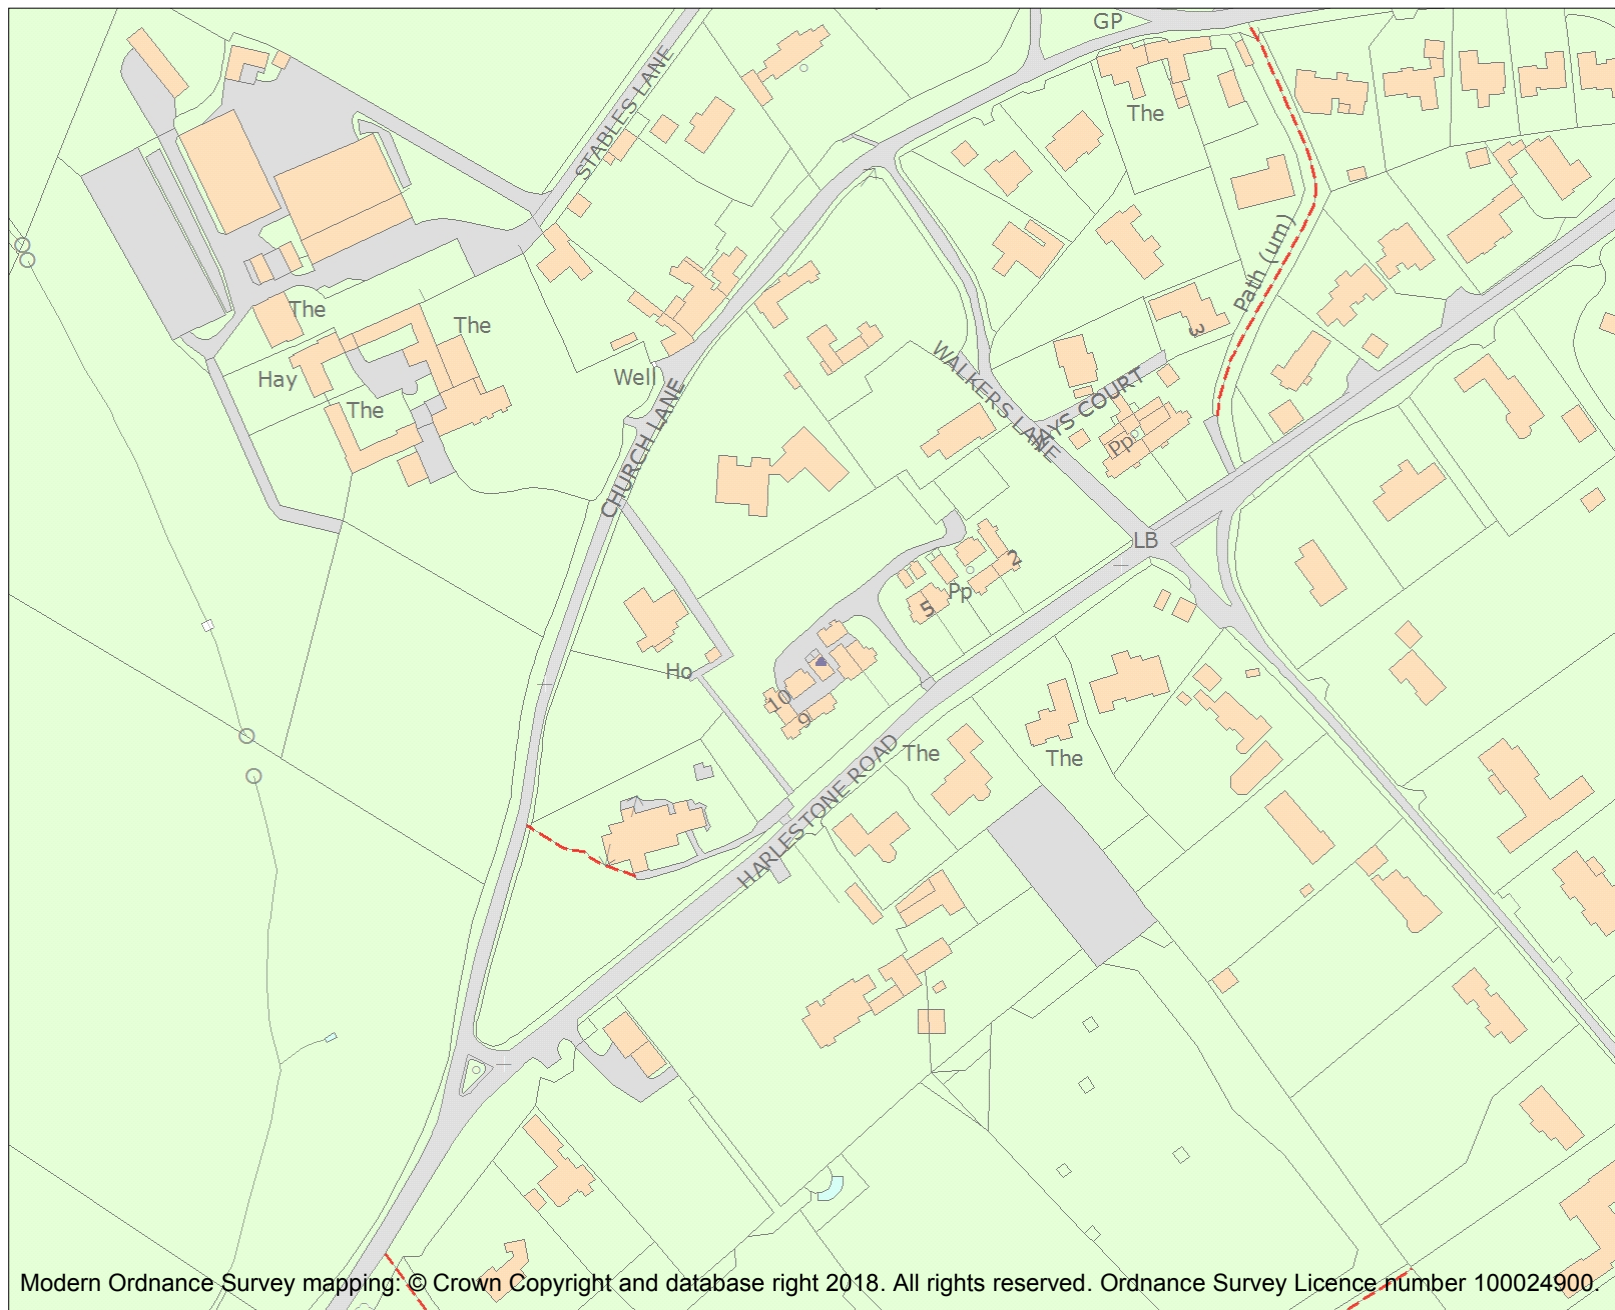 GP
STABLES LANE
The
Path (um)
The
The
3
Hay
Well
WALKERS LANE
HAYS COURT
The
CHURCH LANE
Pp
LB
2
Pp
5
Ho
10
9
HARLESTONE ROAD
The
The
Modern Ordnance Survey mapping: © Crown Copyright and database right 2018. All rights reserved. Ordnance Survey Licence number 100024900.